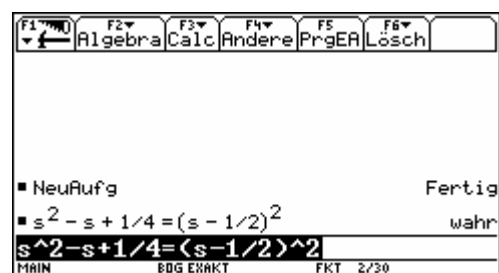 F1 F2 Algebra F3 Calc F4 Andere F5 PrgEA F6 Lösch
NeuAufg Fertig
s² - s + 1/4 = (s - 1/2)² wahr
s^2-s+1/4=(s-1/2)^2
MAIN BOG EXAKT FKT 2/30